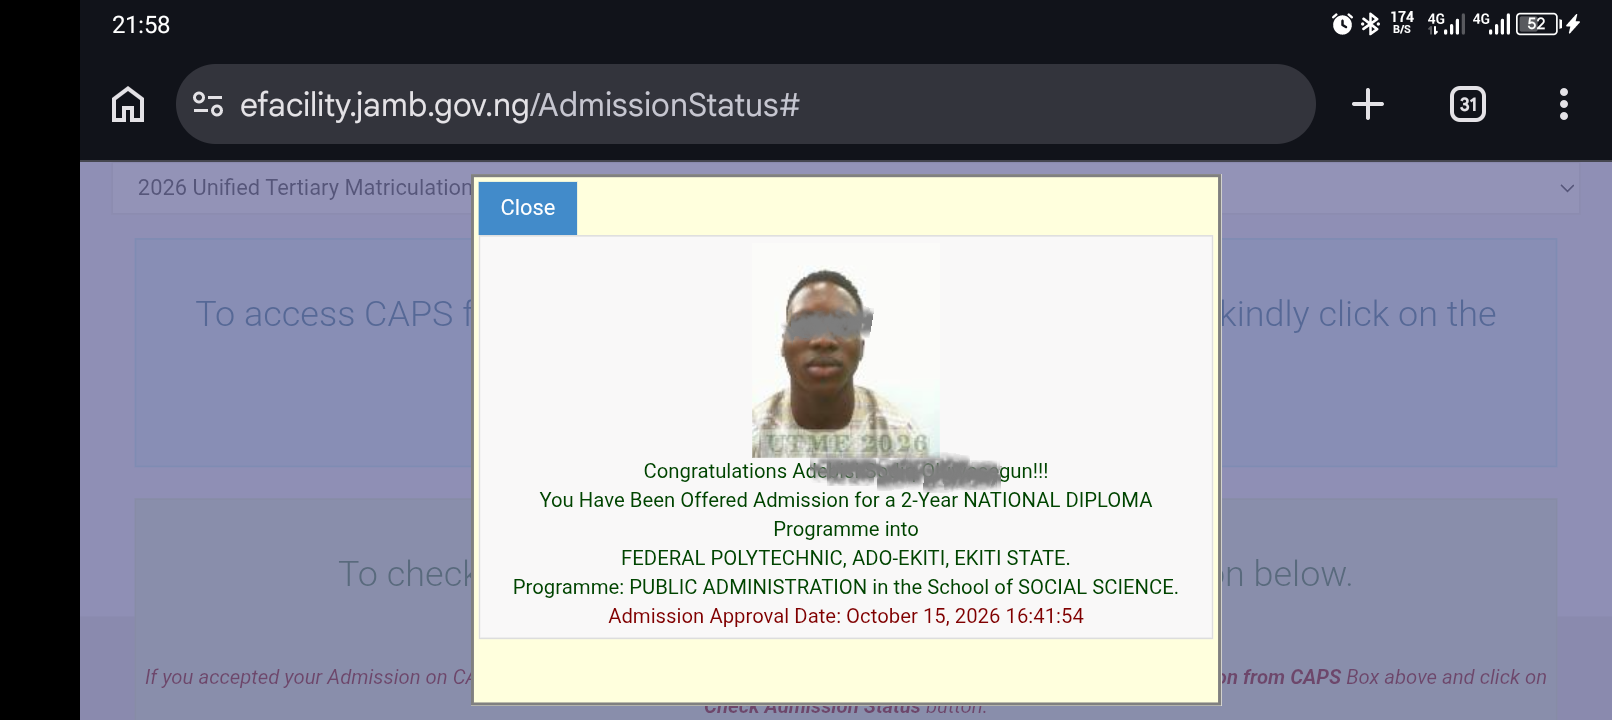 21:58
174
B/S
4G
4G
52
efacility.jamb.gov.ng/AdmissionStatus#
31
2026 Unified Tertiary Matriculation
Close
To access CAPS
kindly click on the
UTME 2026
Congratulations
You Have Been Offered Admission for a 2-Year NATIONAL DIPLOMA
Programme into
FEDERAL POLYTECHNIC, ADO-EKITI, EKITI STATE.
To check
below.
Programme: PUBLIC ADMINISTRATION in the School of SOCIAL SCIENCE.
Admission Approval Date: October 15, 2026 16:41:54
If you accepted your Admission on
from CAPS Box above and click on
Check Admission Status button.